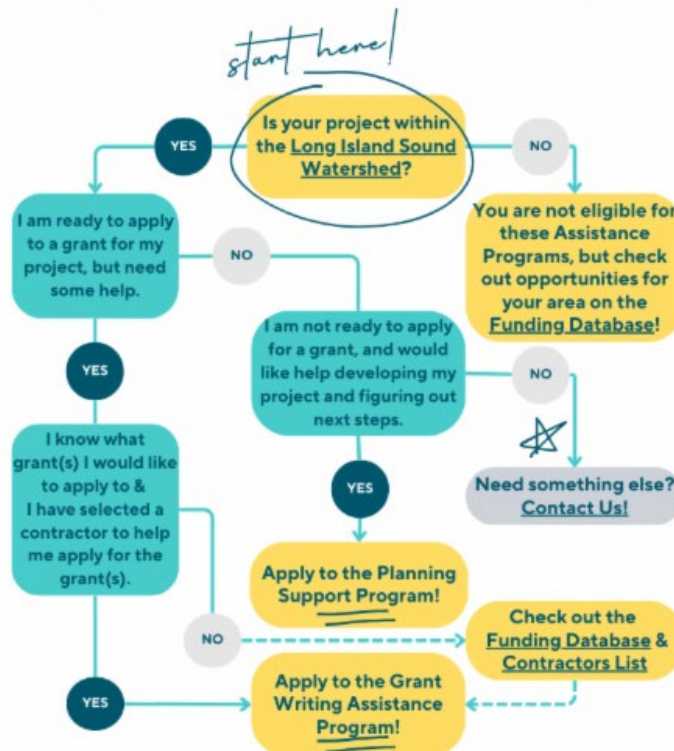 start here!
Is your project within
the Long Island Sound
Watershed?
YES
NO
I am ready to apply
to a grant for my
project, but need
some help.
NO
You are not eligible for
these Assistance
Programs, but check
out opportunities for
your area on the
Funding Database!
I am not ready to apply
for a grant, and would
like help developing my
project and figuring out
next steps.
NO
YES
I know what
grant(s) I would like
to apply to &
I have selected a
contractor to help
me apply for the
grant(s).
YES
Need something else?
Contact Us!
Apply to the Planning
Support Program!
NO
Check out the
Funding Database &
Contractors List
YES
Apply to the Grant
Writing Assistance
Program!